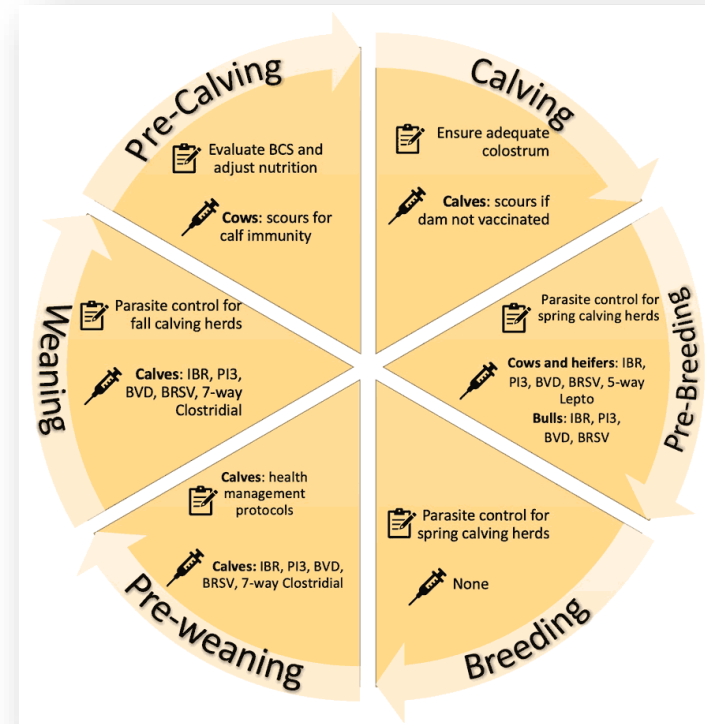 Pre-Calving
Evaluate BCS and
adjust nutrition
Cows: scours for
calf immunity
Calving
Ensure adequate
colostrum
Calves: scours if
dam not vaccinated
Pre-Breeding
Parasite control for
spring calving herds
Cows and heifers: IBR,
PI3, BVD, BRSV, 5-way
Lepto
Bulls: IBR, PI3,
BVD, BRSV
Breeding
Parasite control for
spring calving herds
None
Pre-weaning
Calves: health
management
protocols
Calves: IBR, PI3, BVD,
BRSV, 7-way Clostridial
Weaning
Parasite control for
fall calving herds
Calves: IBR, PI3,
BVD, BRSV, 7-way
Clostridial